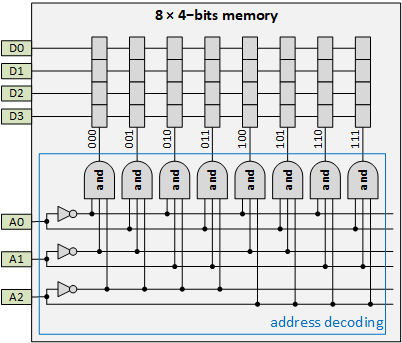 8 × 4−bits memory
D0
D1
D2
D3
000 001 010 011 100 101 110 111
and and and and and and and and
A0
A1
A2
address decoding